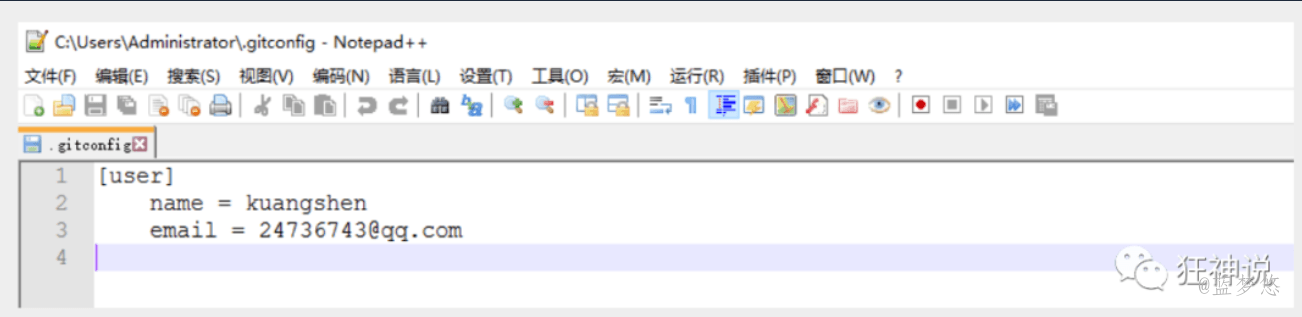 C:\Users\Administrator\.gitconfig - Notepad++
文件(F) 编辑(E) 搜索(S) 视图(V) 编码(N) 语言(L) 设置(T) 工具(O) 宏(M) 运行(R) 插件(P) 窗口(W) ?
.gitconfig
1 [user]
2 name = kuangshen
3 email = 24736743@qq.com
4
狂神说
@蓝梦悠